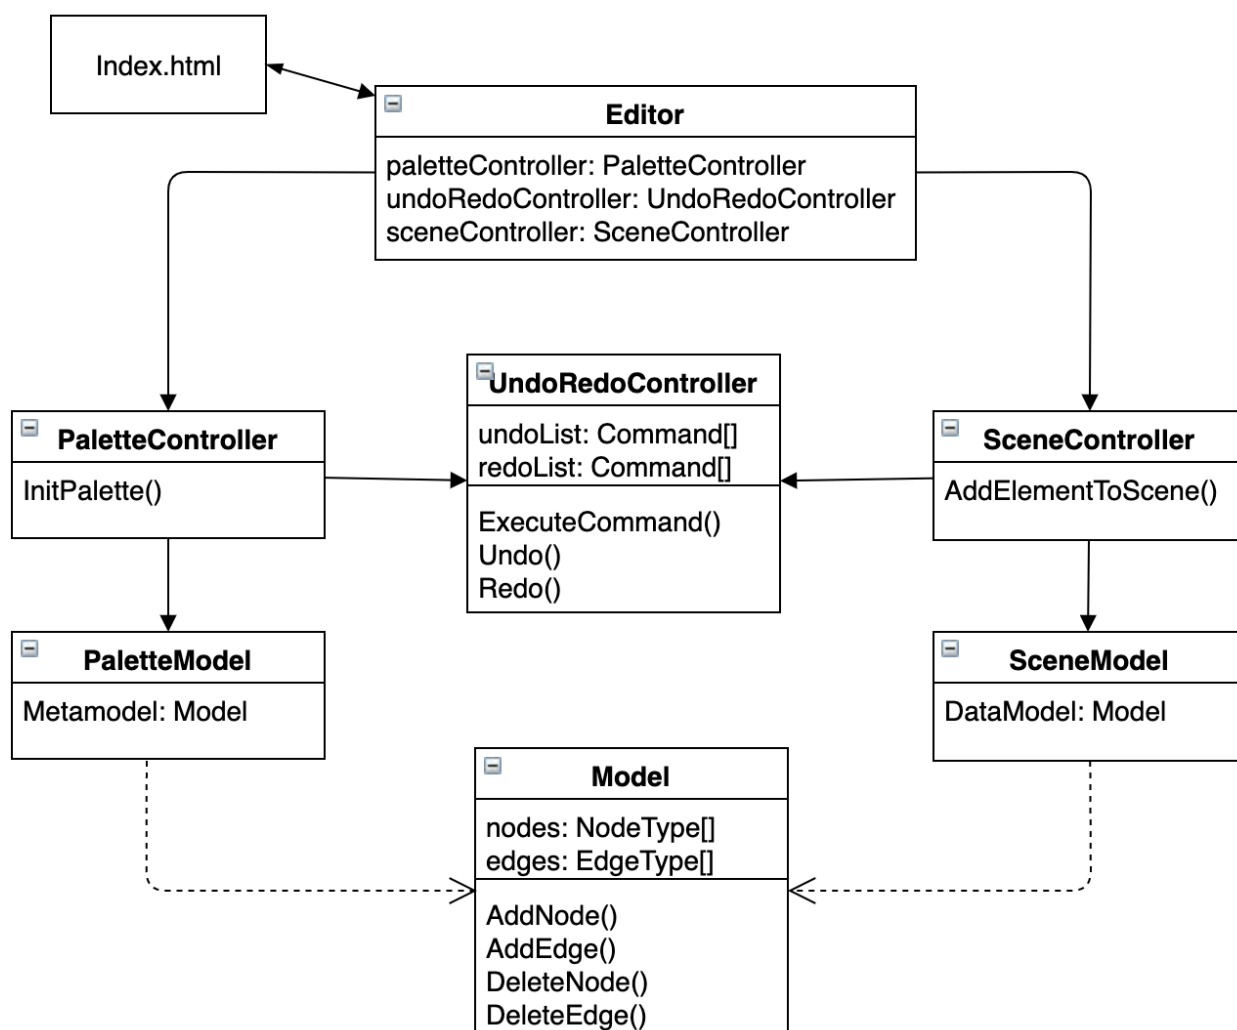 Index.html
Editor
paletteController: PaletteController
undoRedoController: UndoRedoController
sceneController: SceneController
UndoRedoController
undoList: Command[]
redoList: Command[]
ExecuteCommand()
Undo()
Redo()
PaletteController
InitPalette()
SceneController
AddElementToScene()
PaletteModel
Metamodel: Model
SceneModel
DataModel: Model
Model
nodes: NodeType[]
edges: EdgeType[]
AddNode()
AddEdge()
DeleteNode()
DeleteEdge()